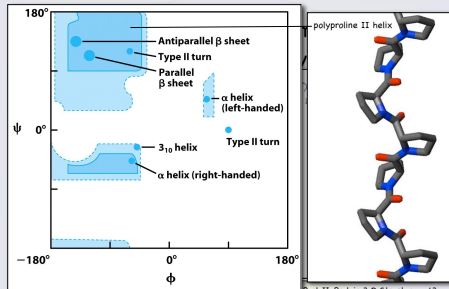 180°
Antiparallel β sheet
Type II turn
Parallel
β sheet
α helix
(left-handed)
ψ 0°
Type II turn
3₁₀ helix
α helix (right-handed)
−180°
0°
180°
ϕ
polyproline II helix